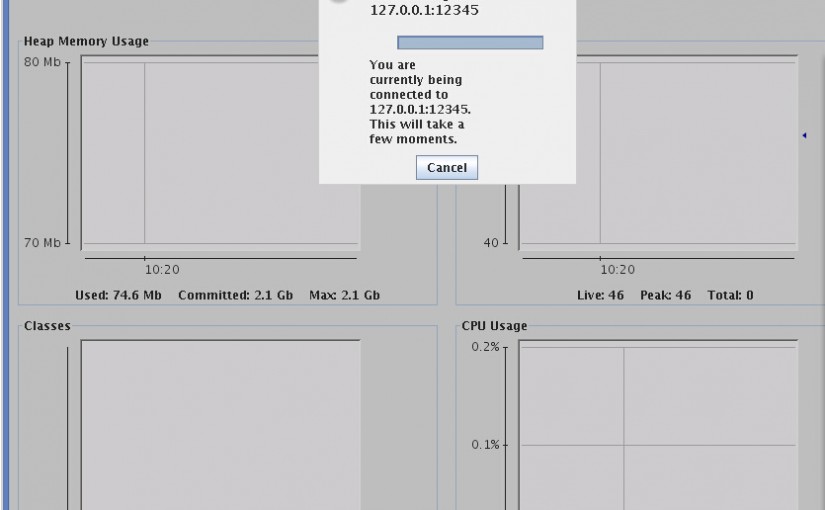 127.0.0.1:12345
You are
currently being
connected to
127.0.0.1:12345.
This will take a
few moments.
Cancel
Heap Memory Usage
80 Mb
70 Mb
10:20
Used: 74.6 Mb Committed: 2.1 Gb Max: 2.1 Gb
40
10:20
Live: 46 Peak: 46 Total: 0
Classes
CPU Usage
0.2%
0.1%